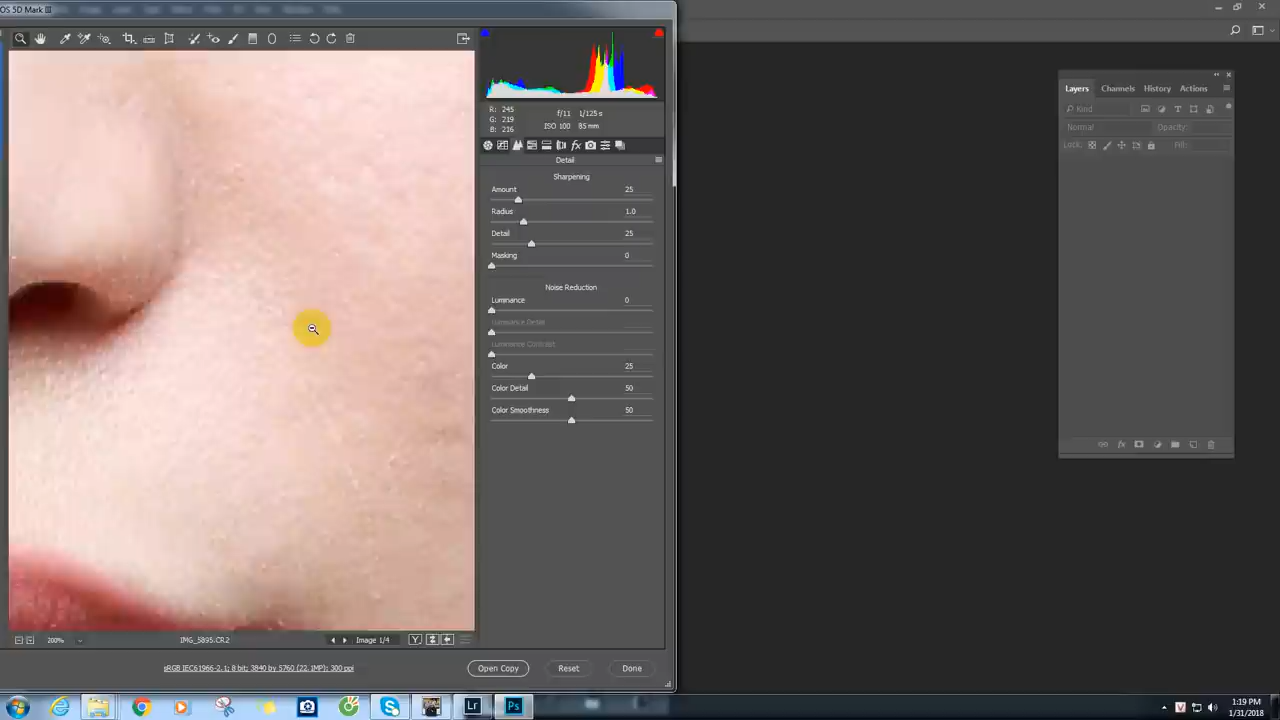 OS 5D Mark III
R: 245
G: 219
B: 216
f/11 1/125 s
ISO 100 85 mm
fx
Detail
Sharpening
Amount 25
Radius 1.0
Detail 25
Masking 0
Noise Reduction
Luminance 0
Luminance Detail
Luminance Contrast
Color 25
Color Detail 50
Color Smoothness 50
200%
IMG_5895.CR2
Image 1/4
Y
sRGB IEC61966-2.1; 8 bit; 3840 by 5760 (22.1MP); 300 ppi
Open Copy
Reset
Done
Layers
Channels
History
Actions
Kind
T
Normal
Opacity:
Lock:
Fill:
fx
Lr
Ps
V
1:19 PM
1/31/2018